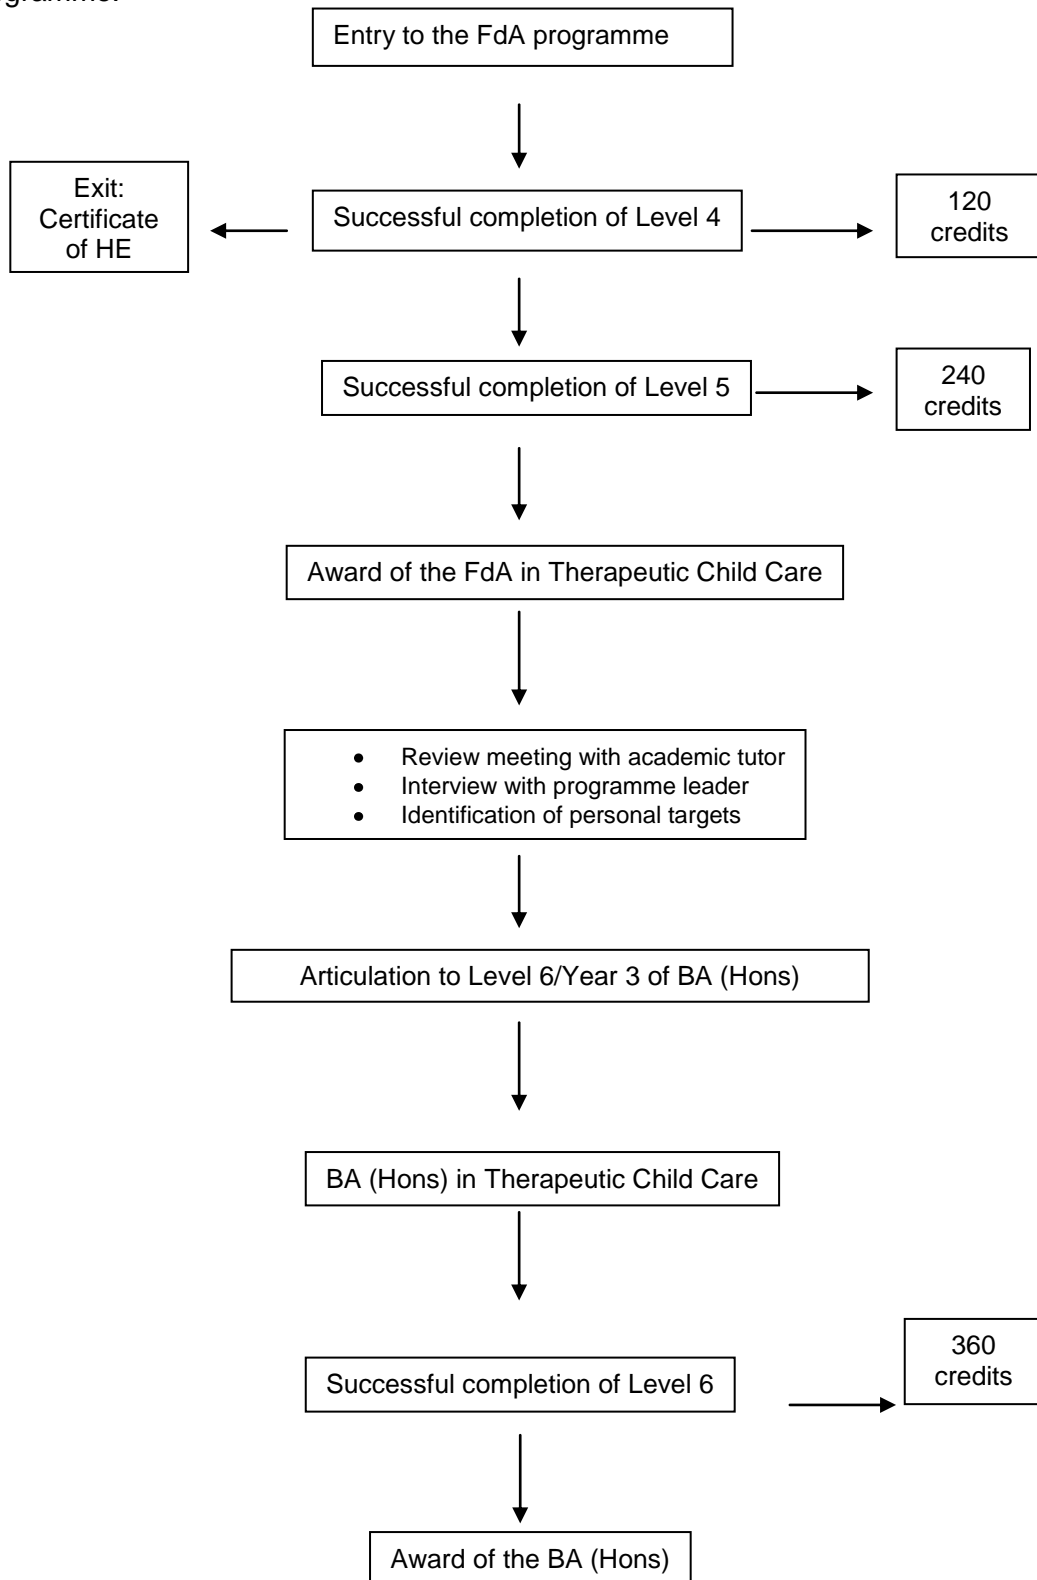 Entry to the FdA programme
Exit:
Certificate
of HE
Successful completion of Level 4
120
credits
Successful completion of Level 5
240
credits
Award of the FdA in Therapeutic Child Care
• Review meeting with academic tutor
• Interview with programme leader
• Identification of personal targets
Articulation to Level 6/Year 3 of BA (Hons)
BA (Hons) in Therapeutic Child Care
360
credits
Successful completion of Level 6
Award of the BA (Hons)